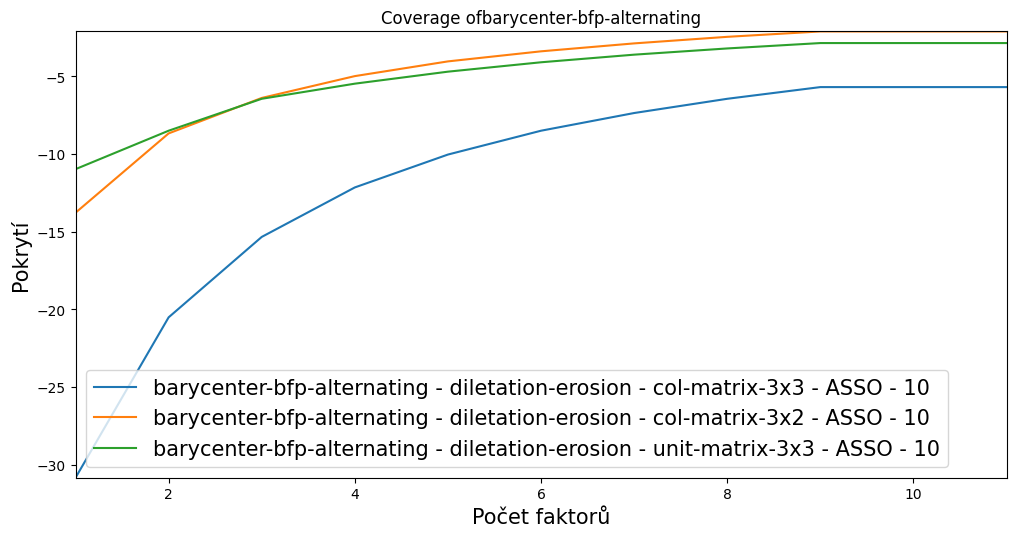 Coverage ofbarycenter-bfp-alternating
Pokrytí
−5
−10
−15
−20
−25
−30
barycenter-bfp-alternating - diletation-erosion - col-matrix-3x3 - ASSO - 10
barycenter-bfp-alternating - diletation-erosion - col-matrix-3x2 - ASSO - 10
barycenter-bfp-alternating - diletation-erosion - unit-matrix-3x3 - ASSO - 10
2 4 6 8 10
Počet faktorů